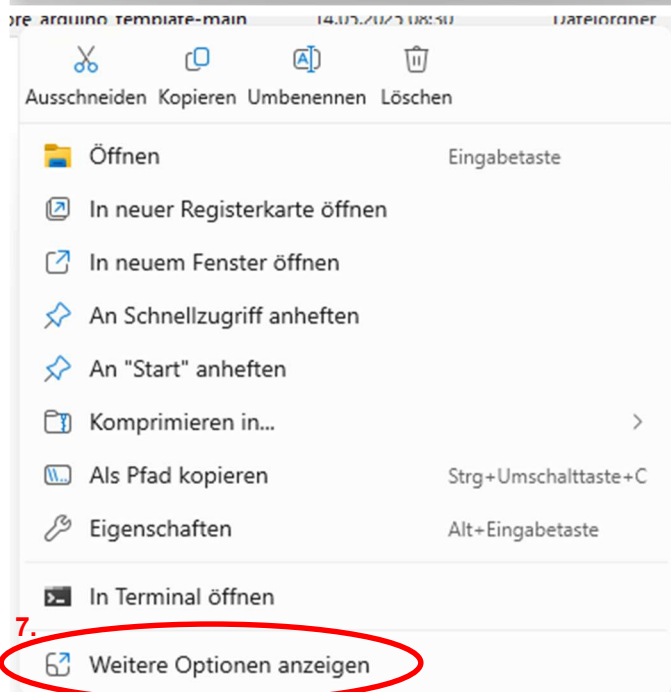 ore_arduino_template-main 14.05.2025 08:30 Dateiordner
Ausschneiden Kopieren Umbenennen Löschen
Öffnen Eingabetaste
In neuer Registerkarte öffnen
In neuem Fenster öffnen
An Schnellzugriff anheften
An "Start" anheften
Komprimieren in...
Als Pfad kopieren Strg+Umschalttaste+C
Eigenschaften Alt+Eingabetaste
In Terminal öffnen
7.
Weitere Optionen anzeigen